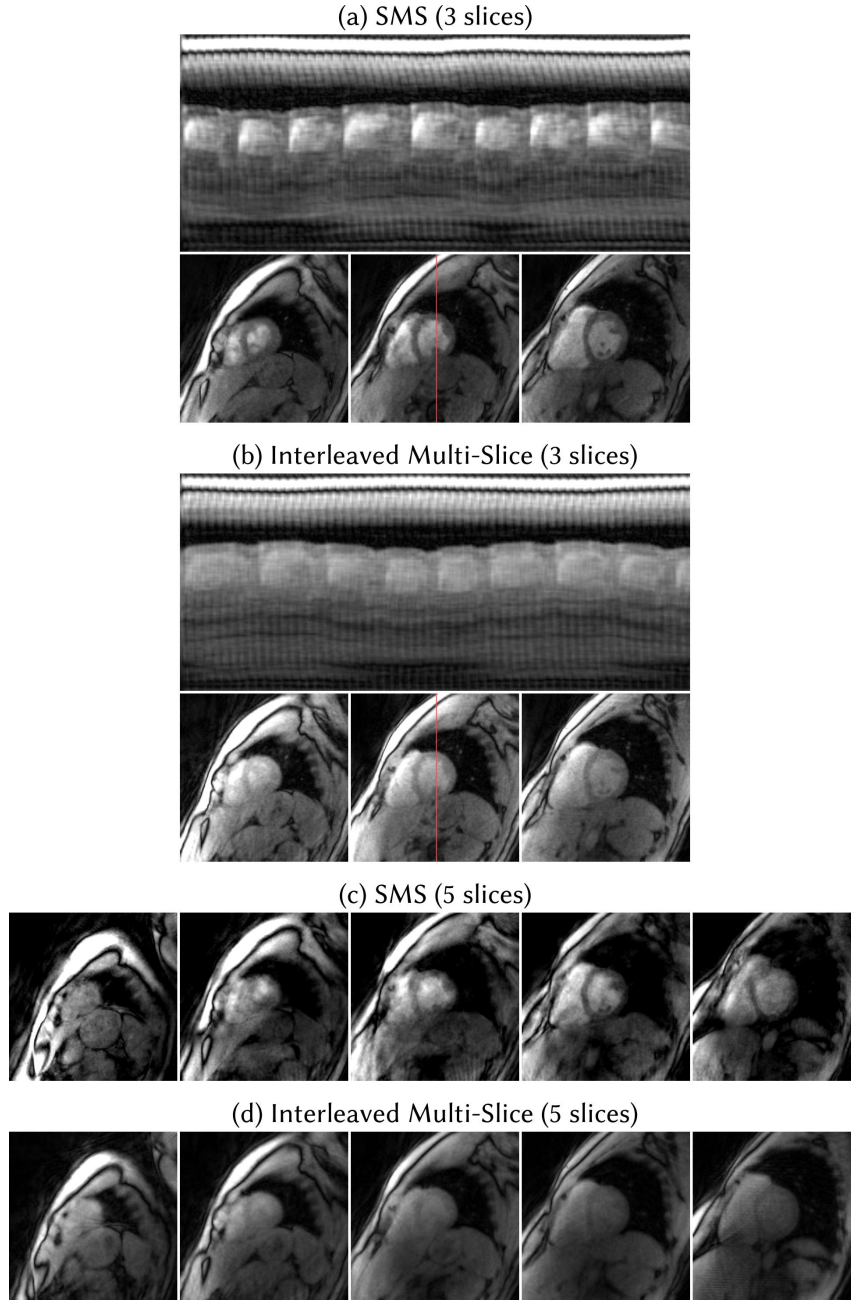 (a) SMS (3 slices)
(b) Interleaved Multi-Slice (3 slices)
(c) SMS (5 slices)
(d) Interleaved Multi-Slice (5 slices)